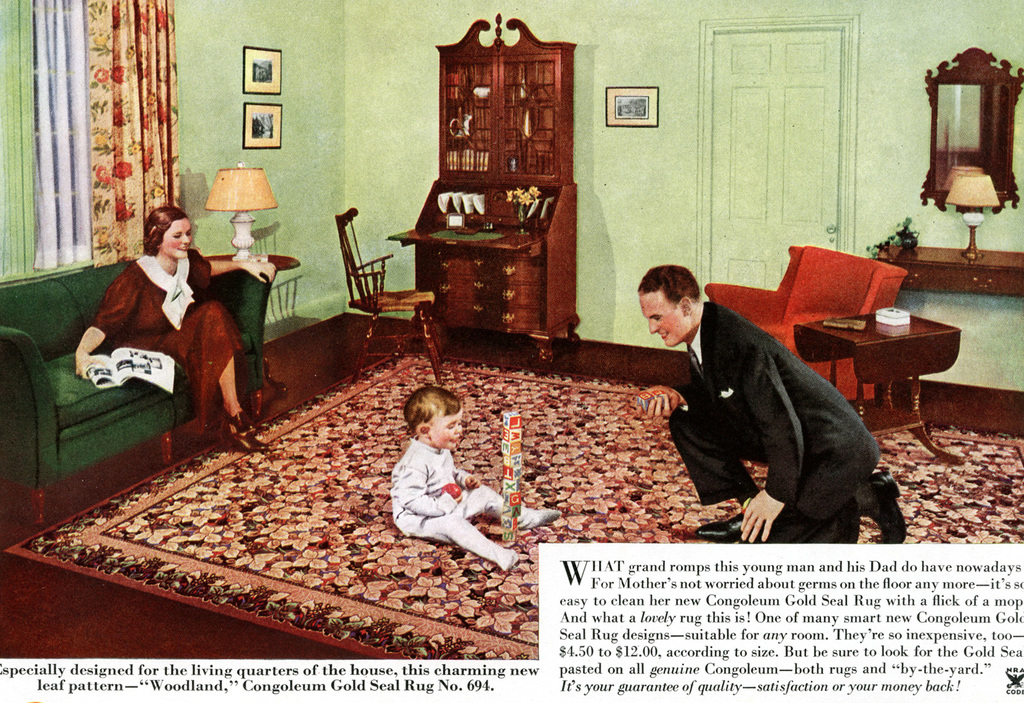 WHAT grand romps this young man and his Dad do have nowadays
For Mother's not worried about germs on the floor any more—it's so
easy to clean her new Congoleum Gold Seal Rug with a flick of a mop
And what a lovely rug this is! One of many smart new Congoleum Gold
Seal Rug designs—suitable for any room. They're so inexpensive, too—
$4.50 to $12.00, according to size. But be sure to look for the Gold Sea
pasted on all genuine Congoleum—both rugs and "by-the-yard."
It's your guarantee of quality—satisfaction or your money back!
NRA
CODE
Especially designed for the living quarters of the house, this charming new
leaf pattern—"Woodland," Congoleum Gold Seal Rug No. 694.